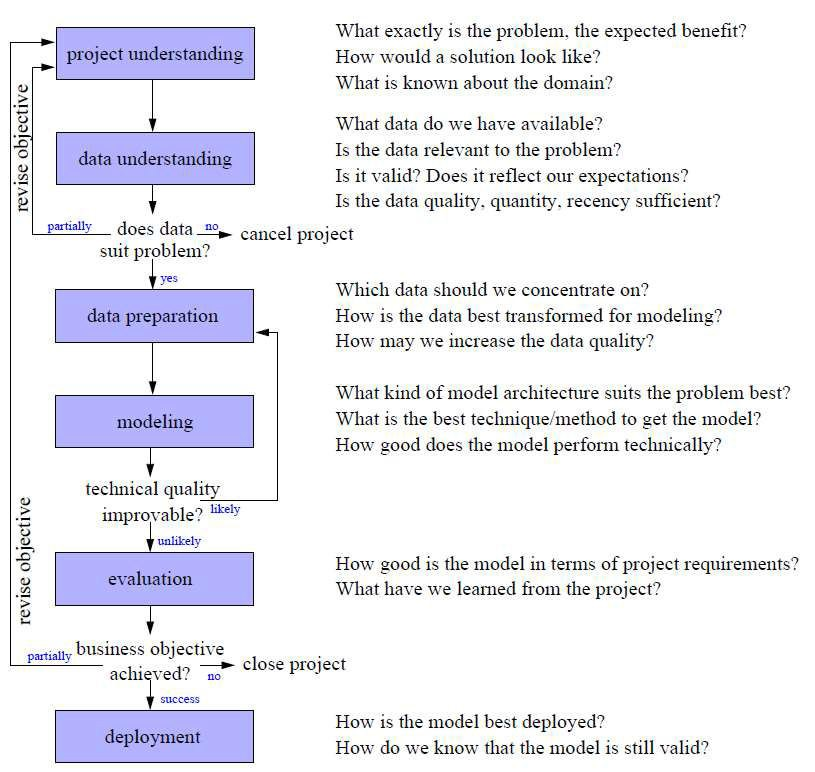 project understanding
What exactly is the problem, the expected benefit?
How would a solution look like?
What is known about the domain?
revise objective
data understanding
What data do we have available?
Is the data relevant to the problem?
Is it valid? Does it reflect our expectations?
Is the data quality, quantity, recency sufficient?
partially
does data
suit problem?
no
cancel project
yes
data preparation
Which data should we concentrate on?
How is the data best transformed for modeling?
How may we increase the data quality?
modeling
What kind of model architecture suits the problem best?
What is the best technique/method to get the model?
How good does the model perform technically?
technical quality
improvable?
likely
unlikely
revise objective
evaluation
How good is the model in terms of project requirements?
What have we learned from the project?
partially
business objective
achieved?
no
close project
success
deployment
How is the model best deployed?
How do we know that the model is still valid?